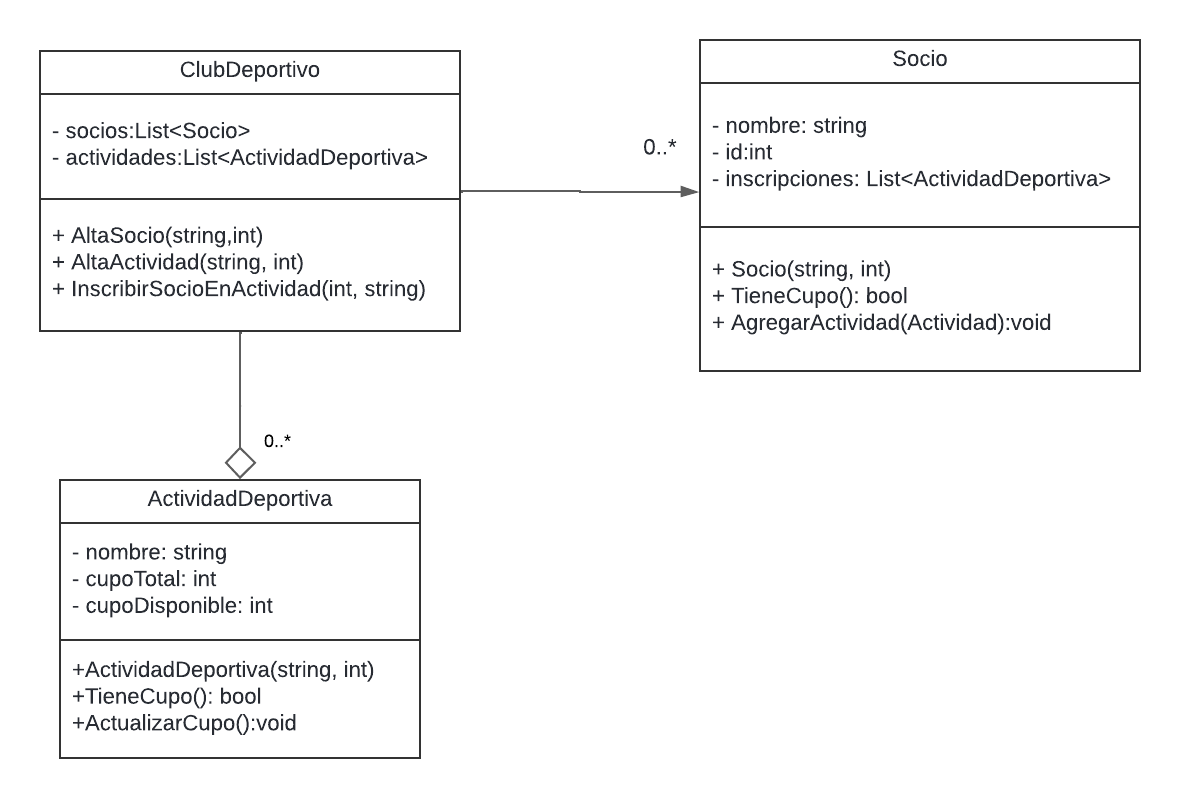 ClubDeportivo
- socios:List<Socio>
- actividades:List<ActividadDeportiva>
+ AltaSocio(string,int)
+ AltaActividad(string, int)
+ InscribirSocioEnActividad(int, string)
0..*
Socio
- nombre: string
- id:int
- inscripciones: List<ActividadDeportiva>
+ Socio(string, int)
+ TieneCupo(): bool
+ AgregarActividad(Actividad):void
0..*
ActividadDeportiva
- nombre: string
- cupoTotal: int
- cupoDisponible: int
+ActividadDeportiva(string, int)
+TieneCupo(): bool
+ActualizarCupo():void